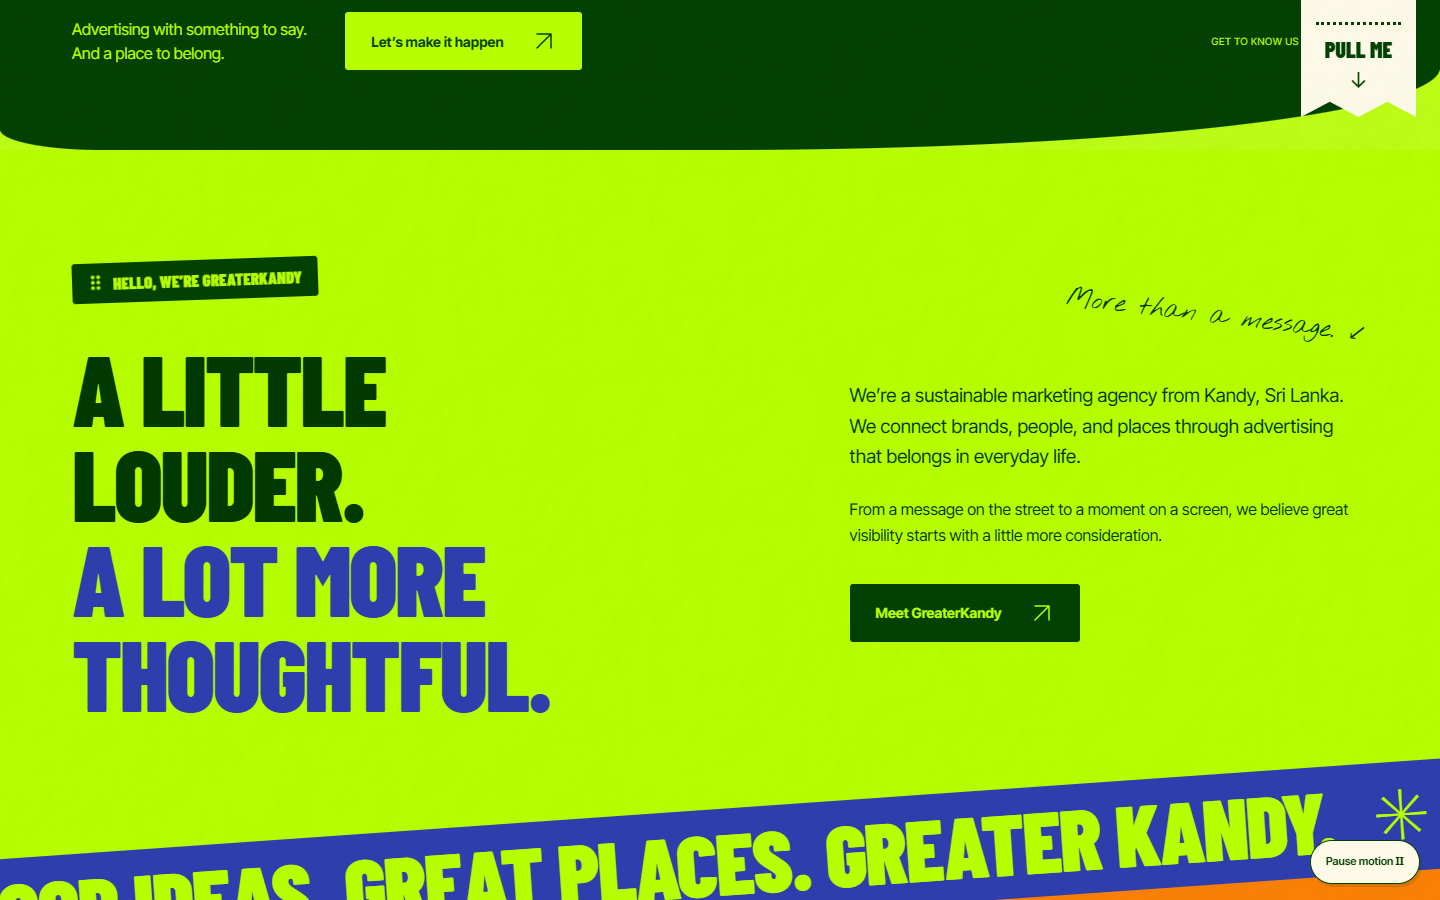 Advertising with something to say.
And a place to belong.
Let's make it happen
GET TO KNOW US
PULL ME
HELLO, WE'RE GREATERKANDY
A LITTLE
LOUDER.
A LOT MORE
THOUGHTFUL.
More than a message.
We're a sustainable marketing agency from Kandy, Sri Lanka.
We connect brands, people, and places through advertising
that belongs in everyday life.
From a message on the street to a moment on a screen, we believe great
visibility starts with a little more consideration.
Meet GreaterKandy
IDEAS. GREAT PLACES. GREATER KANDY
Pause motion